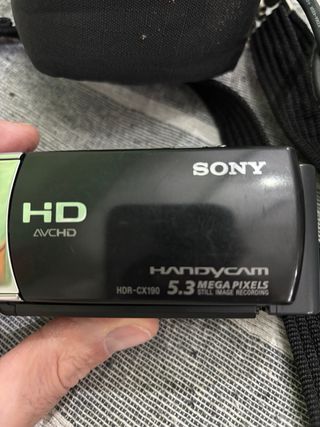 SONY
HD
AVCHD
HANDYCAM
HDR-CX190 5.3 MEGA PIXELS
STILL IMAGE RECORDING